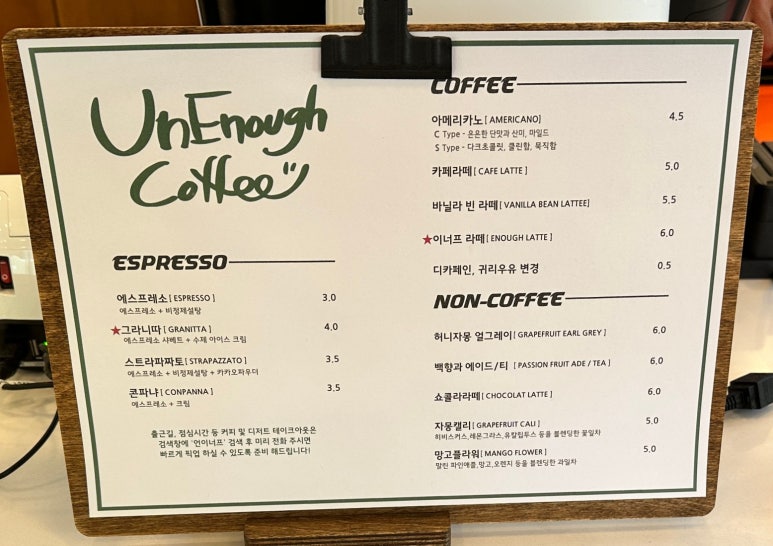 UnEnough
Coffee
ESPRESSO
에스프레소 [ ESPRESSO ] 3.0
에스프레소 + 비정제설탕
★그라니따 [ GRANITTA ] 4.0
에스프레소 샤베트 + 수제 아이스 크림
스트라파짜토 [ STRAPAZZATO ] 3.5
에스프레소 + 비정제설탕 + 카카오파우더
콘파냐 [ CONPANNA ] 3.5
에스프레소 + 크림
출근길, 점심시간 등 커피 및 디저트 테이크아웃은
검색창에 '언이너프' 검색 후 미리 전화 주시면
빠르게 픽업 하실 수 있도록 준비 해드립니다!
COFFEE
아메리카노 [ AMERICANO] 4.5
C Type - 은은한 단맛과 산미, 마일드
S Type - 다크초콜릿, 클린함, 묵직함
카페라떼 [ CAFE LATTE ] 5.0
바닐라 빈 라떼 [ VANILLA BEAN LATTEE] 5.5
★이너프 라떼 [ ENOUGH LATTE ] 6.0
디카페인, 귀리우유 변경 0.5
NON-COFFEE
허니자몽 얼그레이 [ GRAPEFRUIT EARL GREY ] 6.0
백향과 에이드/티 [ PASSION FRUIT ADE / TEA ] 6.0
쇼콜라라떼 [ CHOCOLAT LATTE ] 6.0
자몽캘리 [ GRAPEFRUIT CALI ] 5.0
히비스커스,레몬그라스,유칼립투스 등을 블렌딩한 꽃잎차
망고플라워 [ MANGO FLOWER ] 5.0
말린 파인애플,망고,오렌지 등을 블렌딩한 과일차